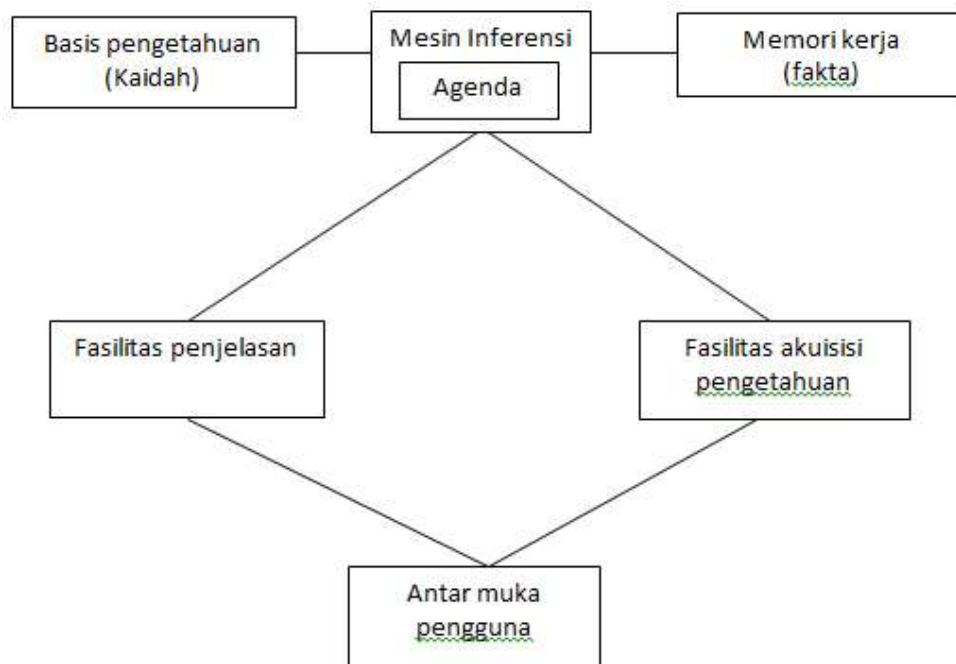 Basis pengetahuan
(Kaidah)
Mesin Inferensi
Agenda
Memori kerja
(fakta)
Fasilitas penjelasan
Fasilitas akuisisi
pengetahuan
Antar muka
pengguna